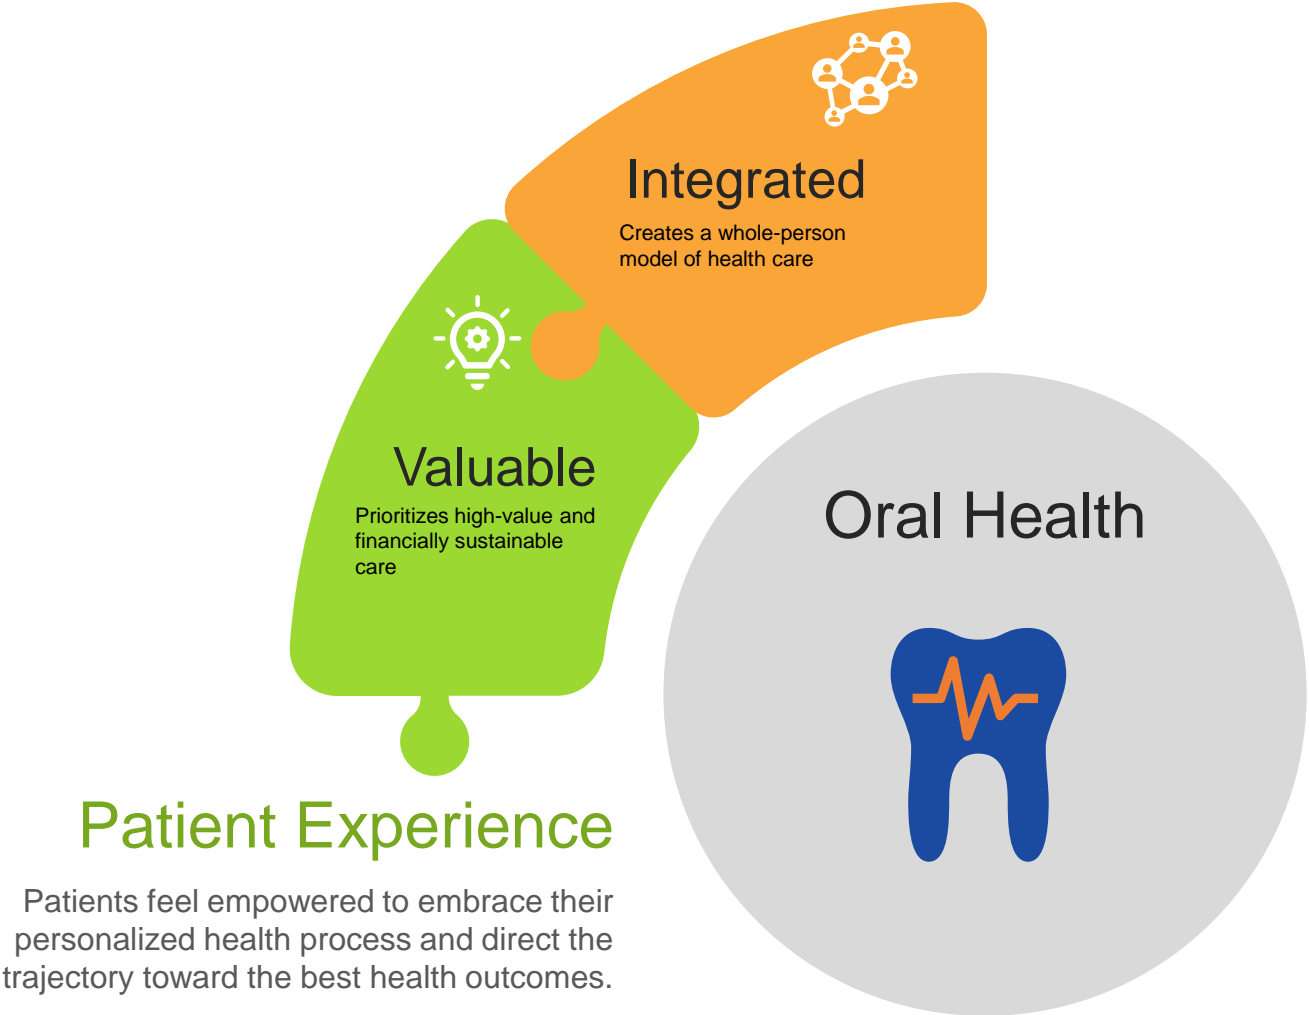 Integrated
Creates a whole-person
model of health care
Valuable
Prioritizes high-value and
financially sustainable
care
Oral Health
Patient Experience
Patients feel empowered to embrace their
personalized health process and direct the
trajectory toward the best health outcomes.